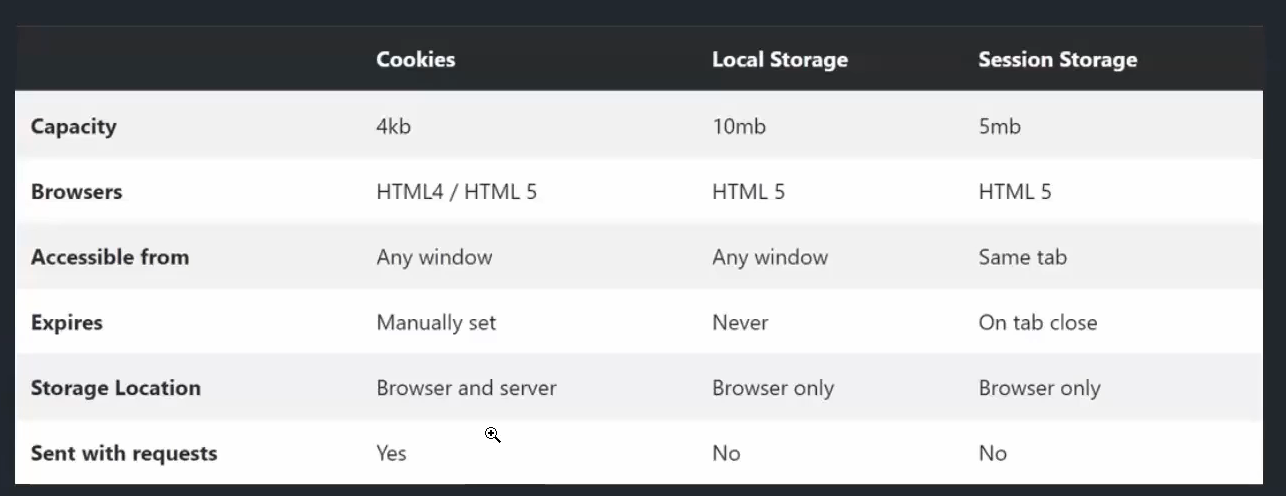 Cookies Local Storage Session Storage
Capacity 4kb 10mb 5mb
Browsers HTML4 / HTML 5 HTML 5 HTML 5
Accessible from Any window Any window Same tab
Expires Manually set Never On tab close
Storage Location Browser and server Browser only Browser only
Sent with requests Yes No No